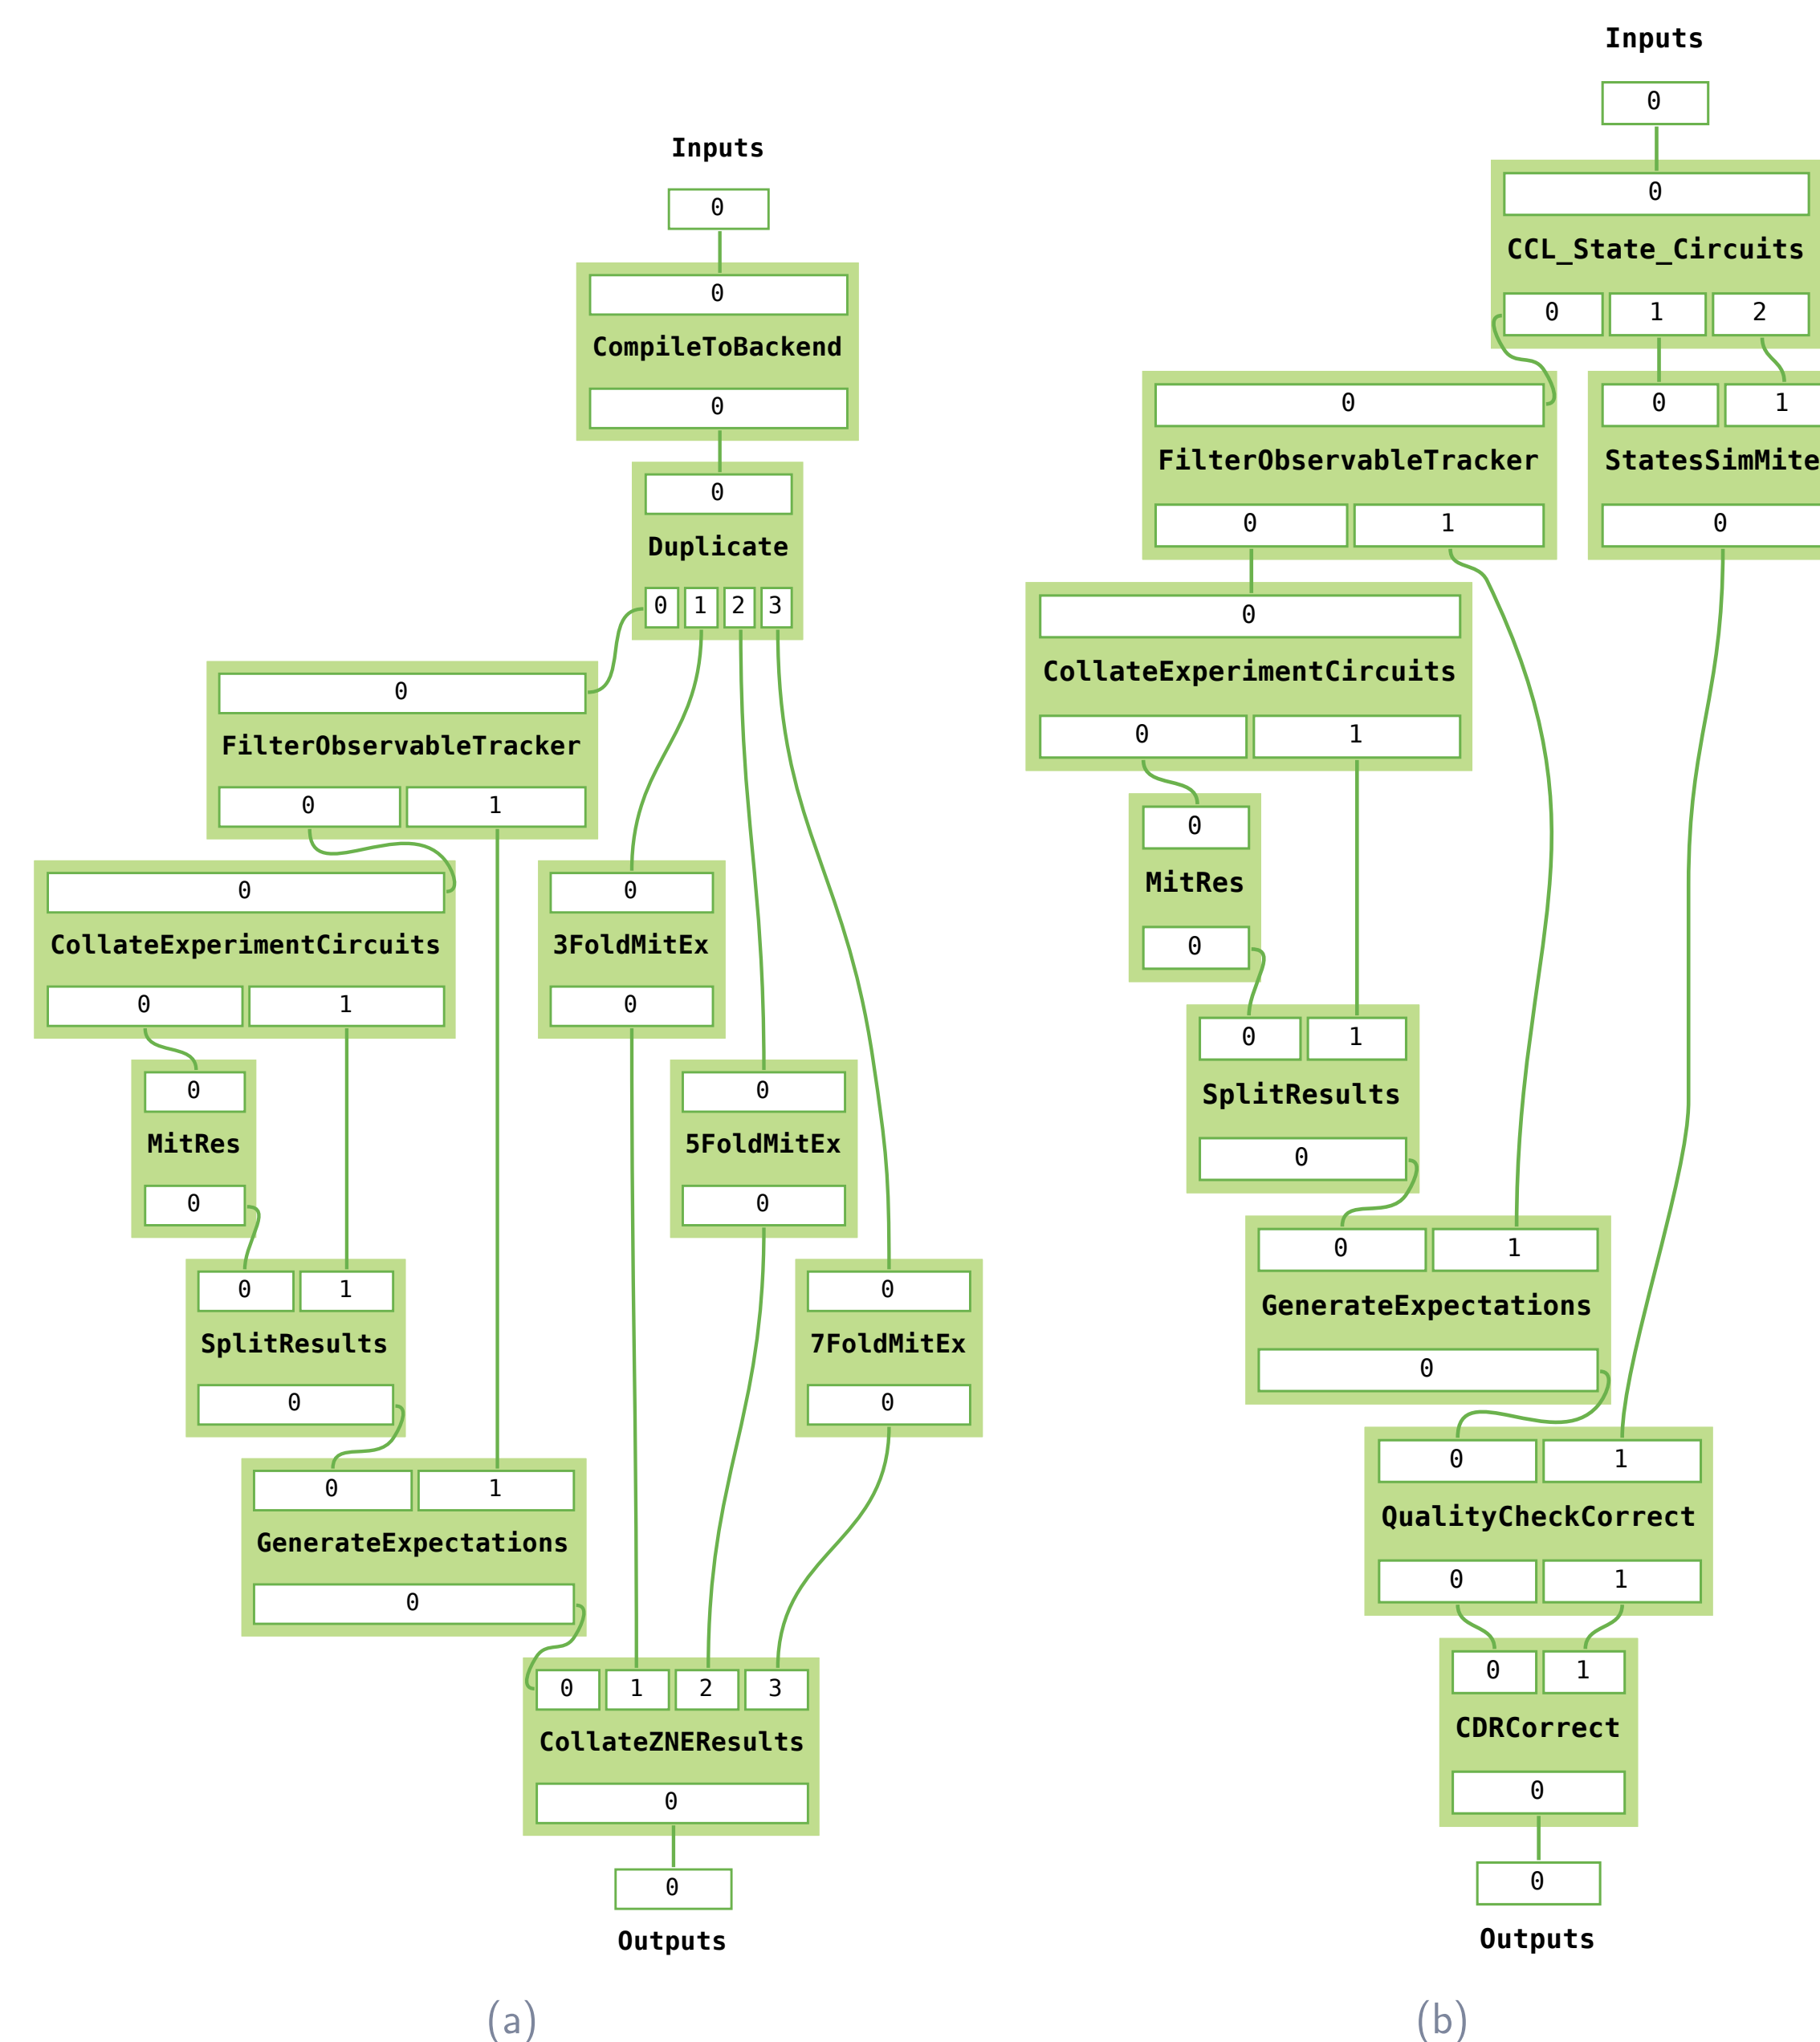 Inputs
0
0
CompileToBackend
0
0
Duplicate
0 1 2 3
0
FilterObservableTracker
0 1
0
CollateExperimentCircuits
0 1
0
3FoldMitEx
0
0
MitRes
0
0
5FoldMitEx
0
0 1
SplitResults
0
0
7FoldMitEx
0
0 1
GenerateExpectations
0
0 1 2 3
CollateZNEResults
0
0
Outputs
(a)
Inputs
0
0
CCL_State_Circuits
0 1 2
0
FilterObservableTracker
0 1
0 1
StatesSimMite
0
0
CollateExperimentCircuits
0 1
0
MitRes
0
0 1
SplitResults
0
0 1
GenerateExpectations
0
0 1
QualityCheckCorrect
0 1
0 1
CDRCorrect
0
0
Outputs
(b)